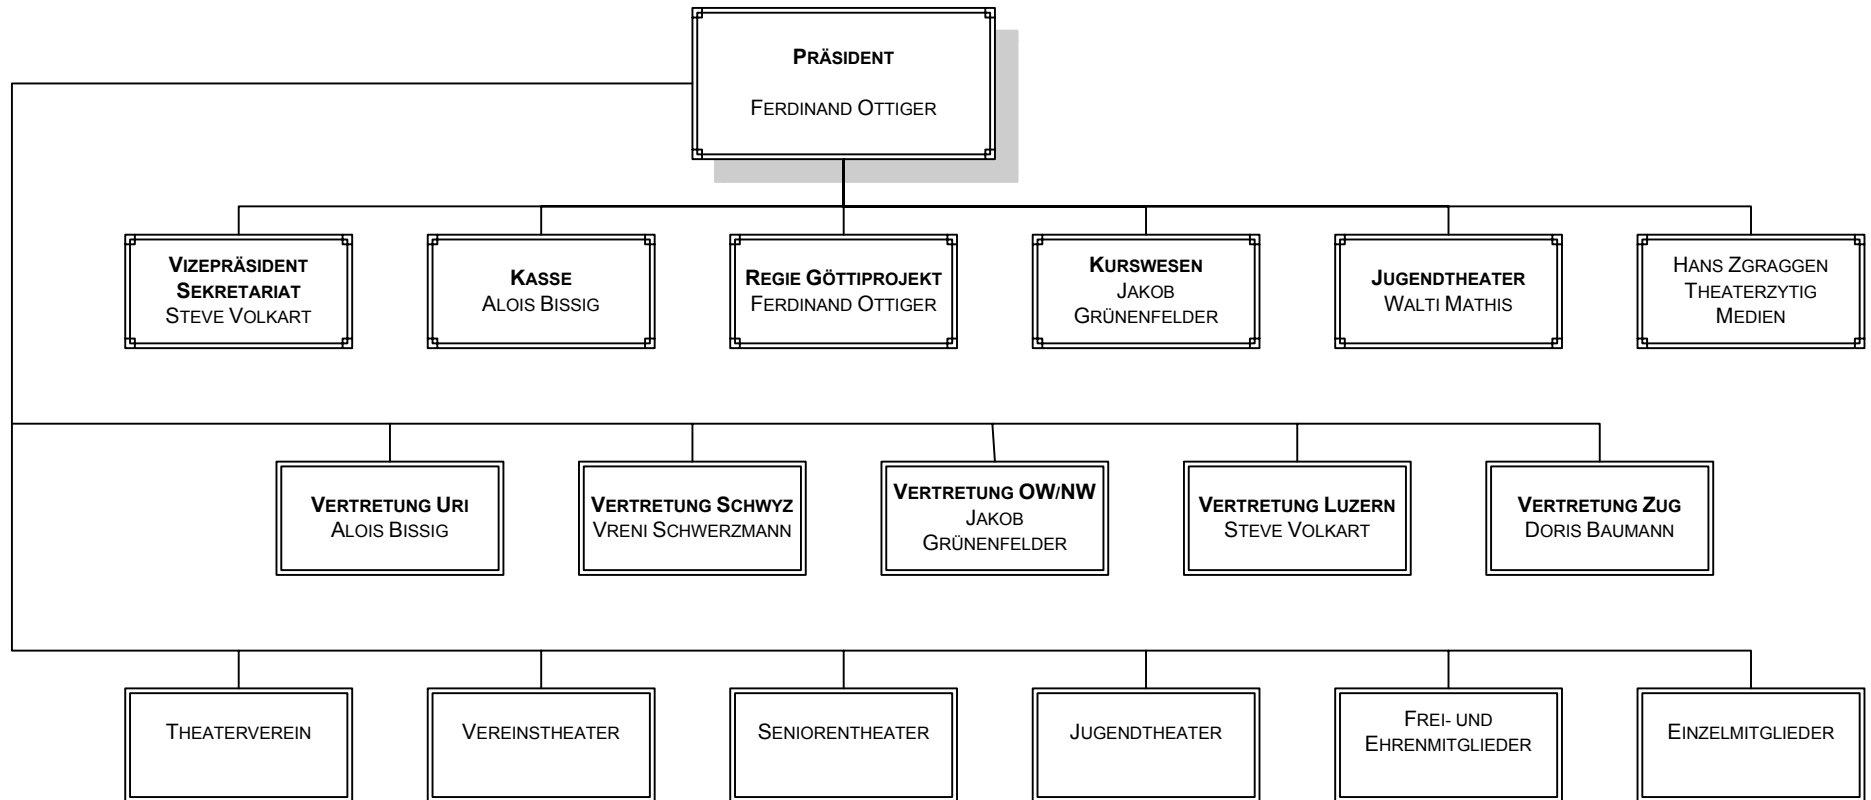 PRÄSIDENT
FERDINAND OTTIGER
VIZEPRÄSIDENT
SEKRETARIAT
STEVE VOLKART
KASSE
ALOIS BISSIG
REGIE GÖTTIPROJEKT
FERDINAND OTTIGER
KURSWESEN
JAKOB
GRÜNENFELDER
JUGENDTHEATER
WALTI MATHIS
HANS ZGRAGGEN
THEATERZYTIG
MEDIEN
VERTRETUNG URI
ALOIS BISSIG
VERTRETUNG SCHWYZ
VRENI SCHWERZMANN
VERTRETUNG OW/NW
JAKOB
GRÜNENFELDER
VERTRETUNG LUZERN
STEVE VOLKART
VERTRETUNG ZUG
DORIS BAUMANN
THEATERVEREIN
VEREINSTHEATER
SENIORENTHEATER
JUGENDTHEATER
FREI- UND
EHRENMITGLIEDER
EINZELMITGLIEDER